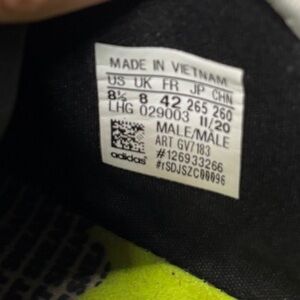 MADE IN VIETNAM
US UK FR JP CHN
8½ 8 42 265 260
LHG 029003 11/20
MALE/MÂLE
ART GV7183
#126933266
#rSDJSZC00096
adidas